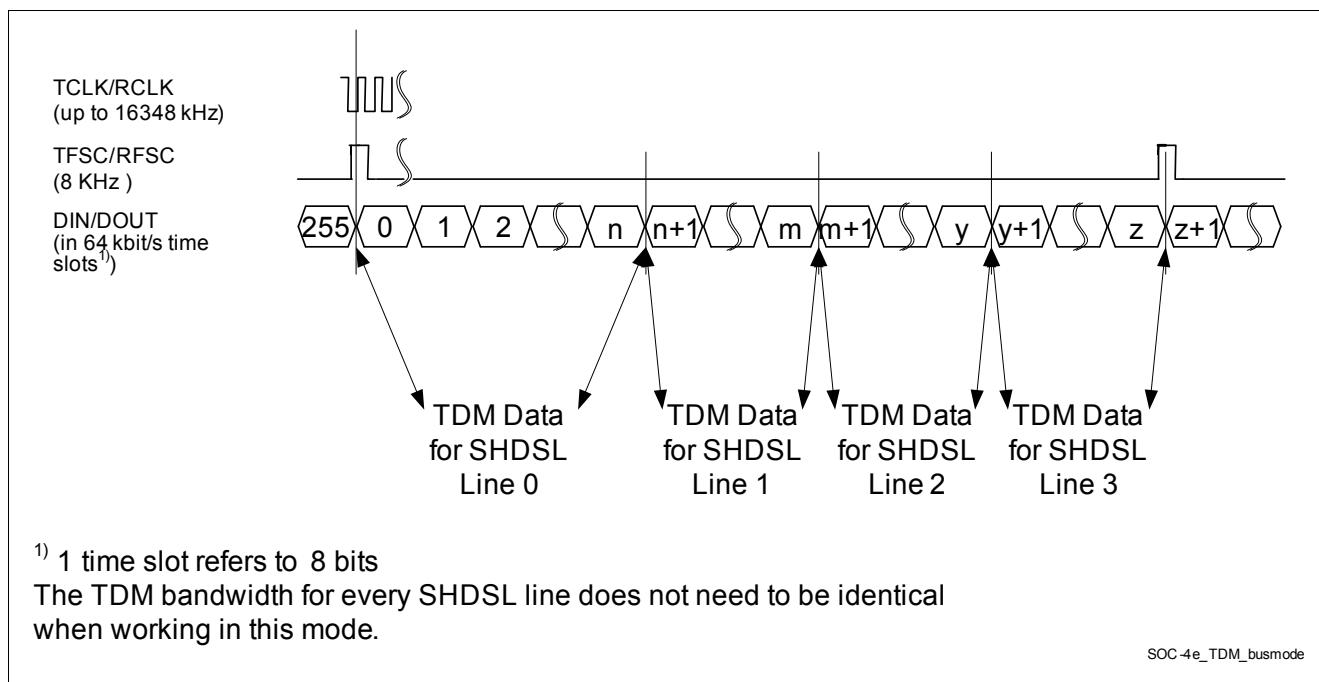 TCLK/RCLK
(up to 16348 kHz)
TFSC/RFSC
(8 KHz )
DIN/DOUT
(in 64 kbit/s time
slots1))
255 0 1 2 n n+1 m m+1 y y+1 z z+1
TDM Data
for SHDSL
Line 0
TDM Data
for SHDSL
Line 1
TDM Data
for SHDSL
Line 2
TDM Data
for SHDSL
Line 3
1) 1 time slot refers to 8 bits
The TDM bandwidth for every SHDSL line does not need to be identical
when working in this mode.
SOC-4e_TDM_busmode